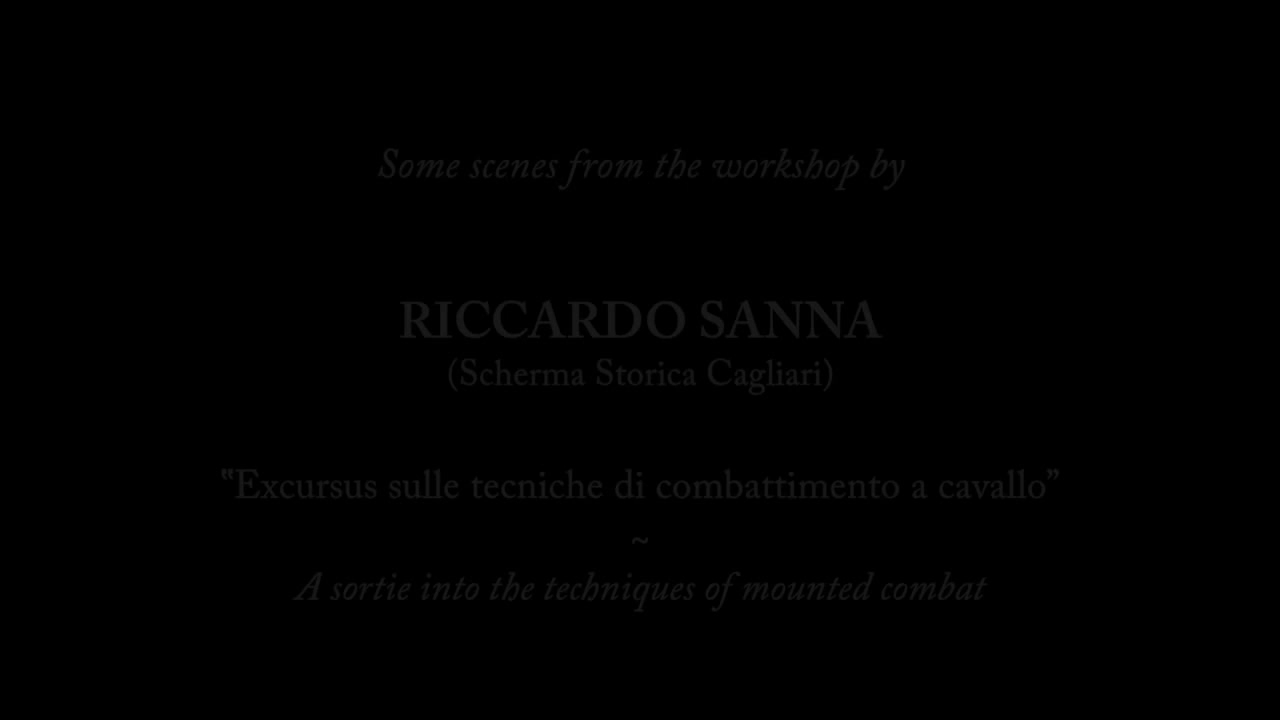 Some scenes from the workshop by
RICCARDO SANNA
(Scherma Storica Cagliari)
“Excursus sulle tecniche di combattimento a cavallo”
~
A sortie into the techniques of mounted combat